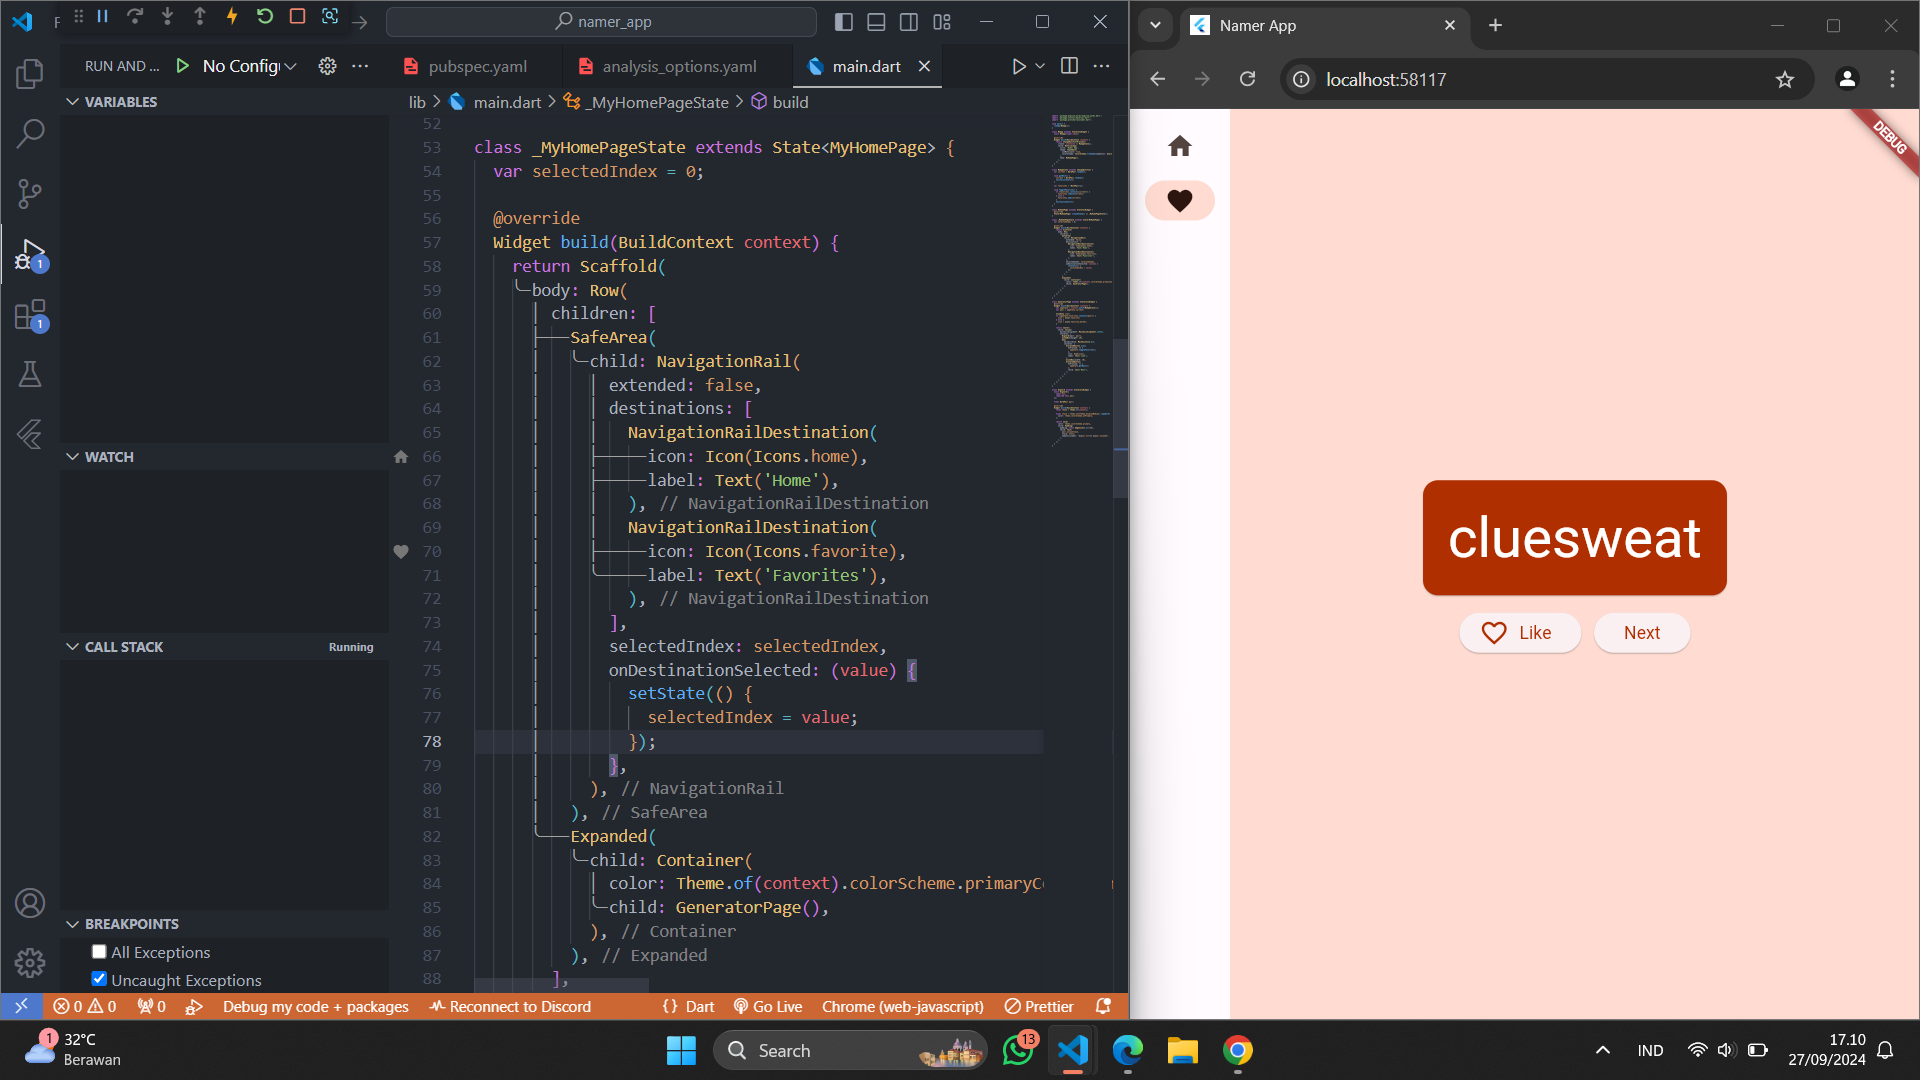 namer_app
RUN AND ...
No Config
pubspec.yaml
analysis_options.yaml
main.dart
lib > main.dart > _MyHomePageState > build
VARIABLES
WATCH
CALL STACK
Running
BREAKPOINTS
All Exceptions
Uncaught Exceptions
52
53 class _MyHomePageState extends State<MyHomePage> {
54 var selectedIndex = 0;
55
56 @override
57 Widget build(BuildContext context) {
58 return Scaffold(
59 body: Row(
60 children: [
61 SafeArea(
62 child: NavigationRail(
63 extended: false,
64 destinations: [
65 NavigationRailDestination(
66 icon: Icon(Icons.home),
67 label: Text('Home'),
68 ), // NavigationRailDestination
69 NavigationRailDestination(
70 icon: Icon(Icons.favorite),
71 label: Text('Favorites'),
72 ), // NavigationRailDestination
73 ],
74 selectedIndex: selectedIndex,
75 onDestinationSelected: (value) {
76 setState(() {
77 selectedIndex = value;
78 });
79 },
80 ), // NavigationRail
81 ), // SafeArea
82 Expanded(
83 child: Container(
84 color: Theme.of(context).colorScheme.primaryC
85 child: GeneratorPage(),
86 ), // Container
87 ), // Expanded
88 ],
1
1
0 0 0
Debug my code + packages
Reconnect to Discord
{ } Dart
Go Live
Chrome (web-javascript)
Prettier
Namer App
localhost:58117
DEBUG
cluesweat
Like
Next
1
32°C
Berawan
Search
13
IND
17.10
27/09/2024